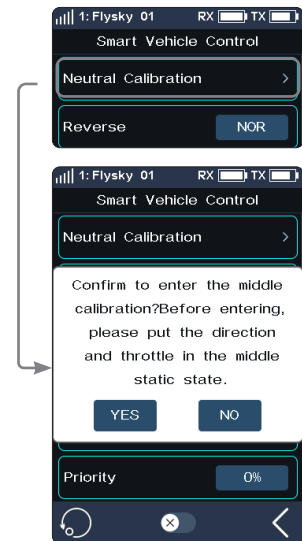 1: Flysky 01 RX TX
Smart Vehicle Control
Neutral Calibration >
Reverse NOR
1: Flysky 01 RX TX
Smart Vehicle Control
Neutral Calibration >
Confirm to enter the middle
calibration?Before entering,
please put the direction
and throttle in the middle
static state.
YES NO
Priority 0%